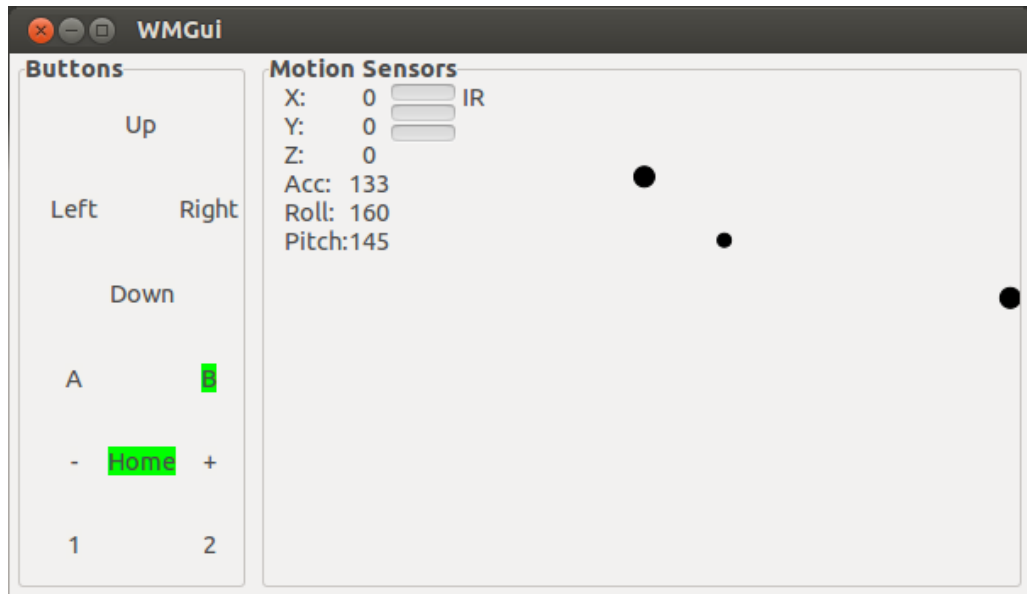 WMGui
Buttons
Up
Left Right
Down
A B
- Home +
1 2
Motion Sensors
X: 0 IR
Y: 0
Z: 0
Acc: 133
Roll: 160
Pitch:145